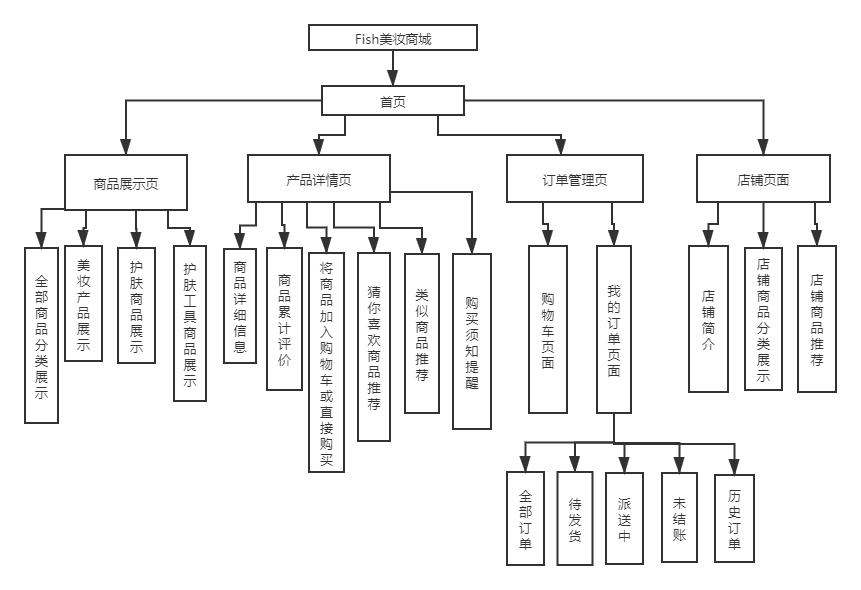 Fish美妆商城
首页
商品展示页
产品详情页
订单管理页
店铺页面
全部商品分类展示
美妆产品展示
护肤商品展示
护肤工具商品展示
商品详细信息
商品累计评价
将商品加入购物车或直接购买
猜你喜欢商品推荐
类似商品推荐
购买须知提醒
购物车页面
我的订单页面
店铺简介
店铺商品分类展示
店铺商品推荐
全部订单
待发货
派送中
未结账
历史订单